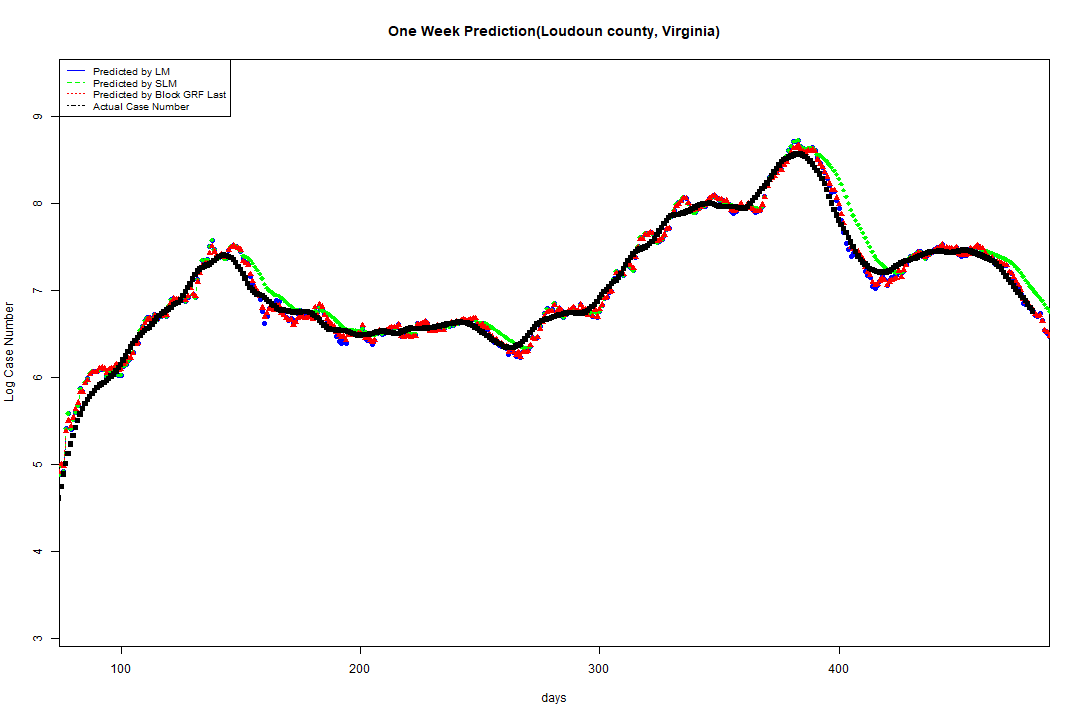 One Week Prediction(Loudoun county, Virginia)
Predicted by LM
Predicted by SLM
Predicted by Block GRF Last
Actual Case Number
9
8
7
6
5
4
3
Log Case Number
100 200 300 400
days